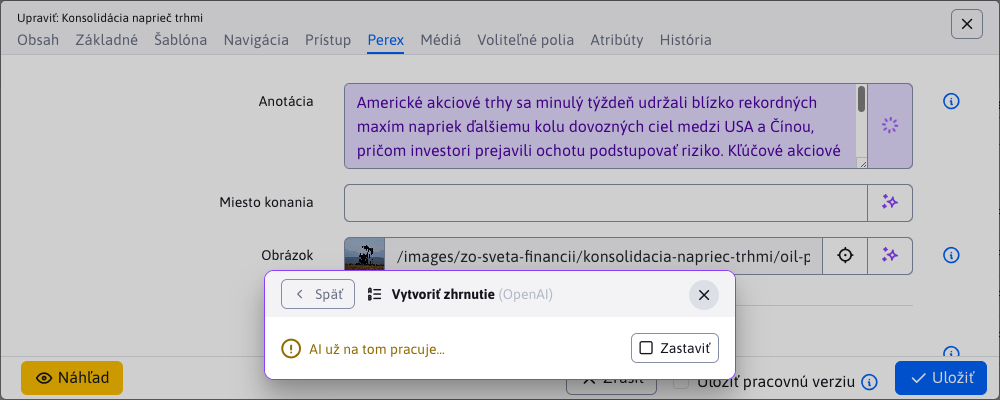 Upraviť: Konsolidácia naprieč trhmi
Obsah Základné Šablóna Navigácia Prístup Perex Médiá Voliteľné polia Atribúty História
Anotácia
Americké akciové trhy sa minulý týždeň udržali blízko rekordných
maxím napriek ďalšiemu kolu dovozných ciel medzi USA a Čínou,
pričom investori prejavili ochotu podstupovať riziko. Kľúčové akciové
Miesto konania
Obrázok
/images/zo-sveta-financii/konsolidacia-napriec-trhmi/oil-p
Späť Vytvoriť zhrnutie (OpenAI)
AI už na tom pracuje...
Zastaviť
Náhľad
Zrušiť
Uložiť pracovnú verziu
Uložiť